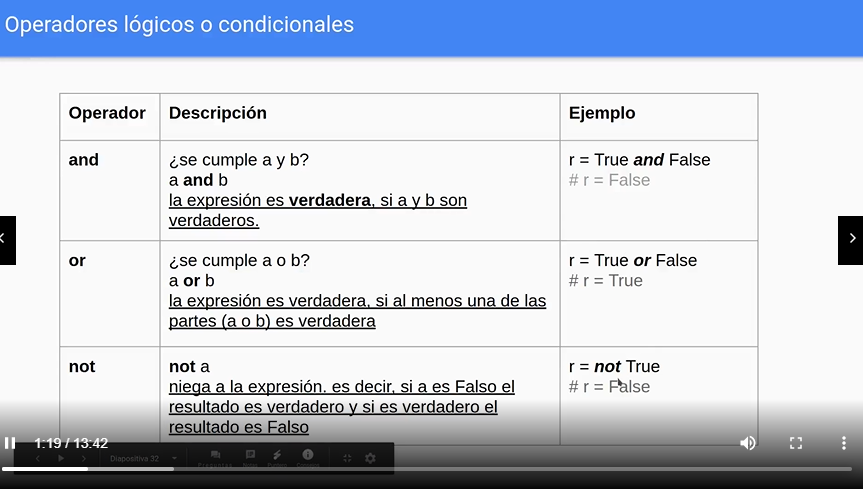 Operadores lógicos o condicionales
Operador Descripción Ejemplo
and
¿se cumple a y b?
a and b
la expresión es verdadera, si a y b son
verdaderos.
r = True and False
# r = False
or
¿se cumple a o b?
a or b
la expresión es verdadera, si al menos una de las
partes (a o b) es verdadera
r = True or False
# r = True
not
not a
niega a la expresión. es decir, si a es Falso el
resultado es verdadero y si es verdadero el
resultado es Falso
r = not True
# r = False
1:19 / 13:42
Diapositiva 32